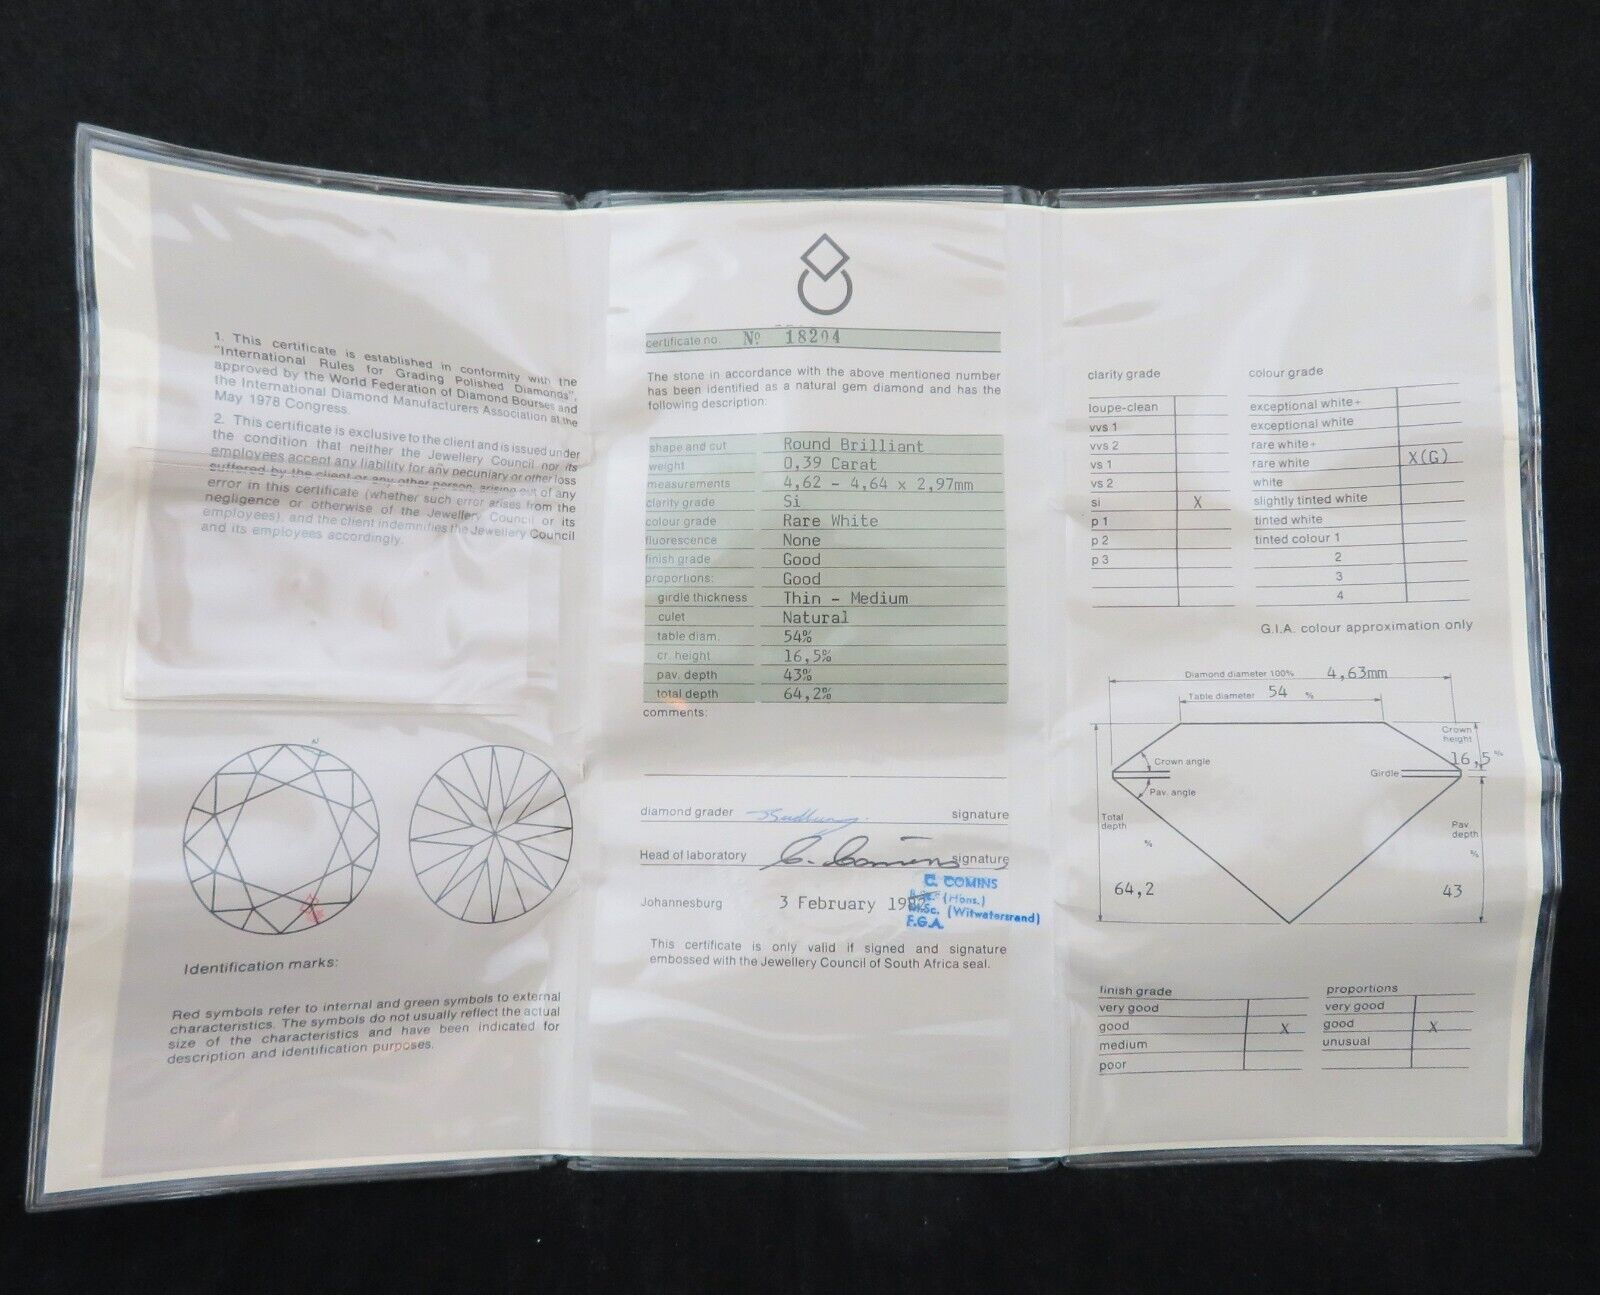 1. This certificate is established in conformity with the
"International Rules for Grading Polished Diamonds",
approved by the World Federation of Diamond Bourses and
the International Diamond Manufacturers Association at the
May 1978 Congress.
2. This certificate is exclusive to the client and is issued under
the condition that neither the Jewellery Council nor its
employees accept any liability for any pecuniary or other loss
suffered by the client or any other person, arising out of any
error in this certificate (whether such error arises from the
negligence or otherwise of the Jewellery Council or its
employees), and the client indemnifies the Jewellery Council
and its employees accordingly.
N
Identification marks:
Red symbols refer to internal and green symbols to external
characteristics. The symbols do not usually reflect the actual
size of the characteristics and have been indicated for
description and identification purposes.
certificate no. Nº 18204
The stone in accordance with the above mentioned number
has been identified as a natural gem diamond and has the
following description:
shape and cut Round Brilliant
weight 0,39 Carat
measurements 4,62 - 4,64 x 2,97mm
clarity grade Si
colour grade Rare White
fluorescence None
finish grade Good
proportions: Good
girdle thickness Thin - Medium
culet Natural
table diam. 54%
cr. height 16,5%
pav. depth 43%
total depth 64,2%
comments:
diamond grader signature
Head of laboratory C. Comins signature
C. COMINS
B.Sc. (Hons.)
M.Sc. (Witwatersrand)
F.G.A.
Johannesburg 3 February 1982
This certificate is only valid if signed and signature
embossed with the Jewellery Council of South Africa seal.
clarity grade
loupe-clean
vvs 1
vvs 2
vs 1
vs 2
si X
p 1
p 2
p 3
colour grade
exceptional white+
exceptional white
rare white+
rare white X(G)
white
slightly tinted white
tinted white
tinted colour 1
2
3
4
G.I.A. colour approximation only
Diamond diameter 100% 4,63mm
Table diameter 54 %
Crown
height
16,5%
Crown angle
Girdle
Pav. angle
Total
depth
%
64,2
Pav.
depth
%
43
finish grade
very good
good X
medium
poor
proportions
very good
good X
unusual